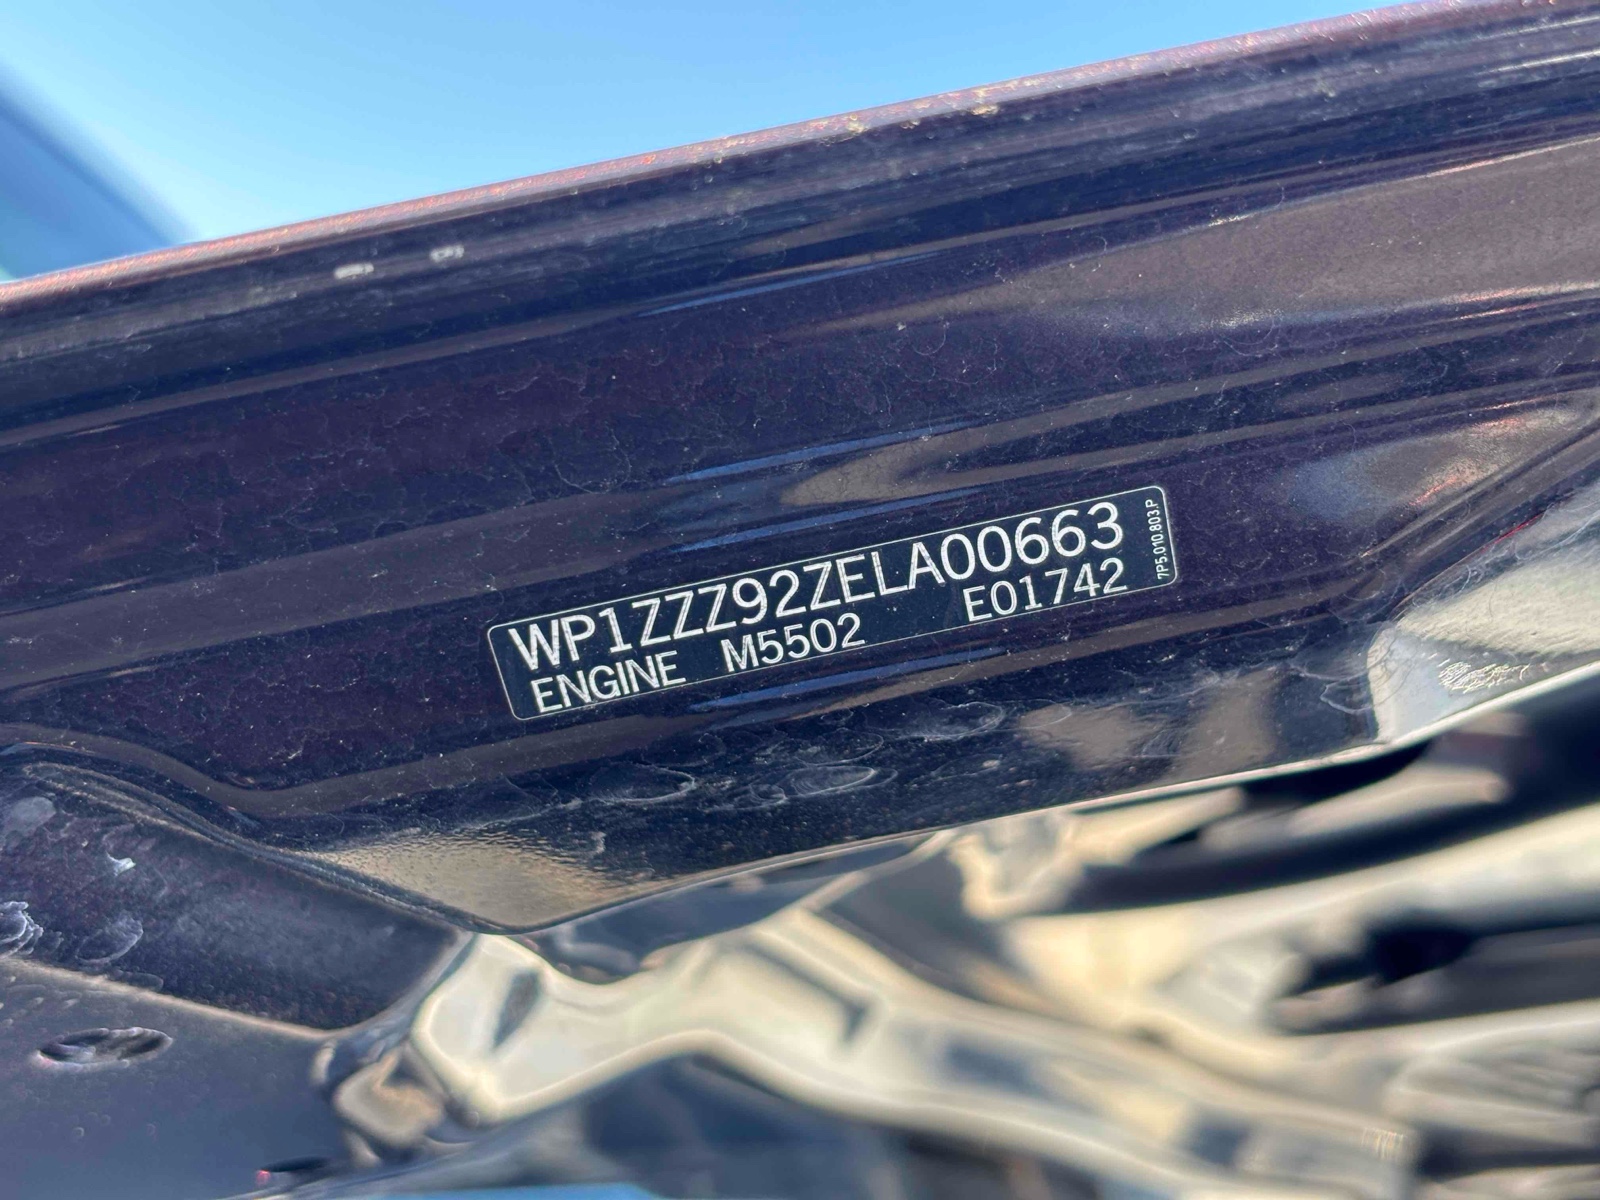 WP1ZZZ92ZELA00663
ENGINE M5502 E01742
7P5.010.803.P